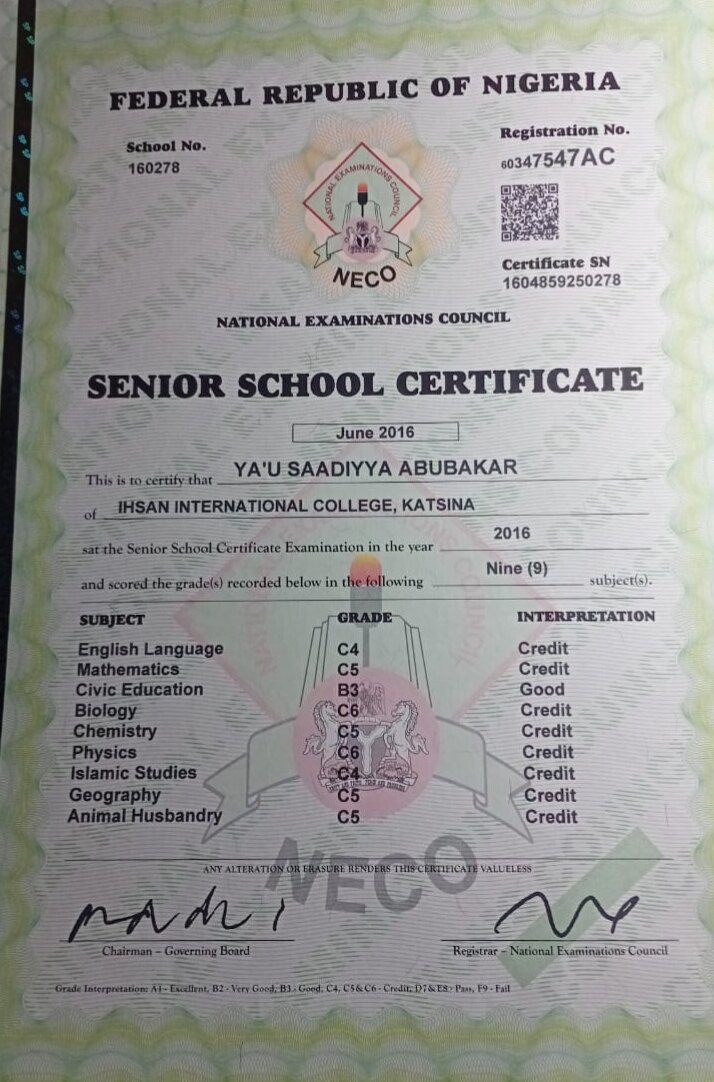 FEDERAL REPUBLIC OF NIGERIA
School No.
160278
Registration No.
60347547AC
NATIONAL EXAMINATIONS COUNCIL
NECO
Certificate SN
1604859250278
NATIONAL EXAMINATIONS COUNCIL
SENIOR SCHOOL CERTIFICATE
June 2016
This is to certify that YA'U SAADIYYA ABUBAKAR
of IHSAN INTERNATIONAL COLLEGE, KATSINA
sat the Senior School Certificate Examination in the year 2016
and scored the grade(s) recorded below in the following Nine (9) subject(s).
SUBJECT GRADE INTERPRETATION
English Language C4 Credit
Mathematics C5 Credit
Civic Education B3 Good
Biology C6 Credit
Chemistry C5 Credit
Physics C6 Credit
Islamic Studies C4 Credit
Geography C5 Credit
Animal Husbandry C5 Credit
NECO
ANY ALTERATION OR ERASURE RENDERS THIS CERTIFICATE VALUELESS
Chairman – Governing Board
Registrar – National Examinations Council
Grade Interpretation: A1 - Excellent, B2 - Very Good, B3 - Good, C4, C5 & C6 - Credit, D7 & E8 - Pass, F9 - Fail